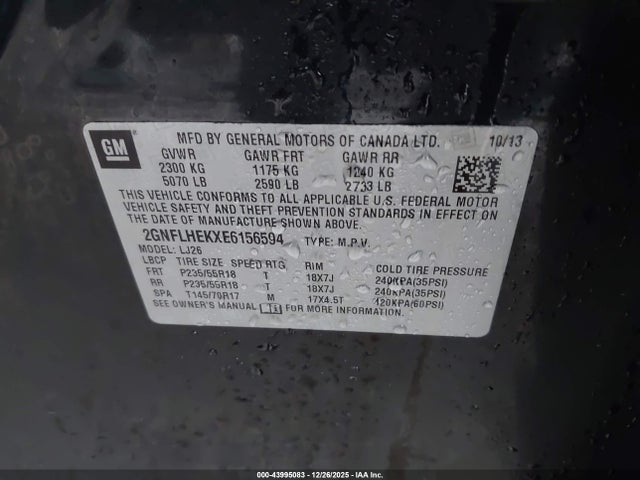 GM
MFD BY GENERAL MOTORS OF CANADA LTD. 10/13
GVWR GAWR FRT GAWR RR
2300 KG 1175 KG 1240 KG
5070 LB 2590 LB 2733 LB
THIS VEHICLE CONFORMS TO ALL APPLICABLE U.S. FEDERAL MOTOR
VEHICLE SAFETY AND THEFT PREVENTION STANDARDS IN EFFECT ON
THE DATE OF MANUFACTURE SHOWN ABOVE.
2GNFLHEKXE6156594 TYPE: M.P.V.
MODEL: LJ26
LBCP TIRE SIZE SPEED RTG RIM COLD TIRE PRESSURE
FRT P235/55R18 T 18X7J 240KPA(35PSI)
RR P235/55R18 T 18X7J 240KPA(35PSI)
SPA T145/70R17 M 17X4.5T 420KPA(60PSI)
SEE OWNER'S MANUAL FOR MORE INFORMATION.
000-43995083 - 12/26/2025 - IAA Inc.